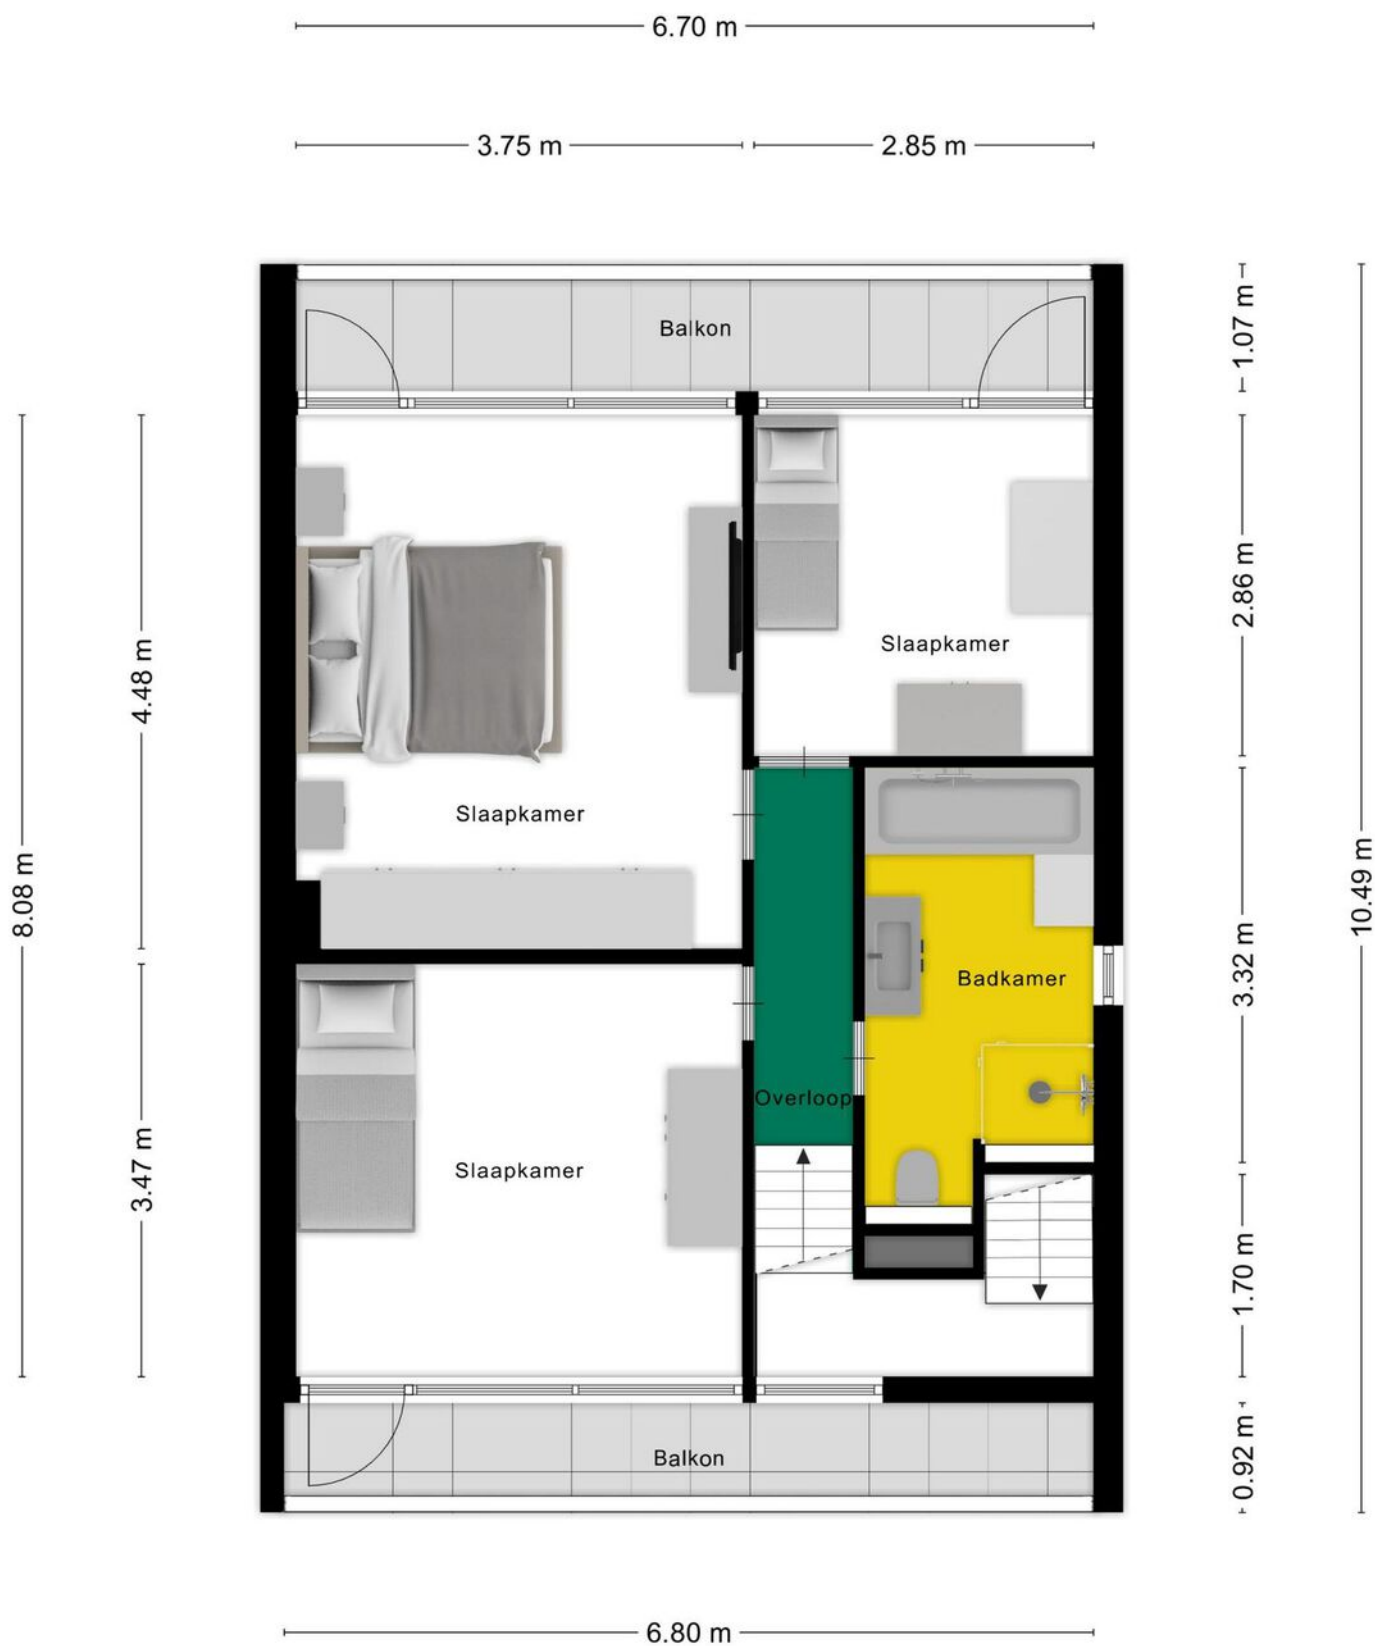 6.70 m
3.75 m
2.85 m
Balkon
1.07 m
2.86 m
Slaapkamer
4.48 m
Slaapkamer
8.08 m
10.49 m
3.32 m
Badkamer
Overloop
3.47 m
Slaapkamer
1.70 m
Balkon
0.92 m
6.80 m